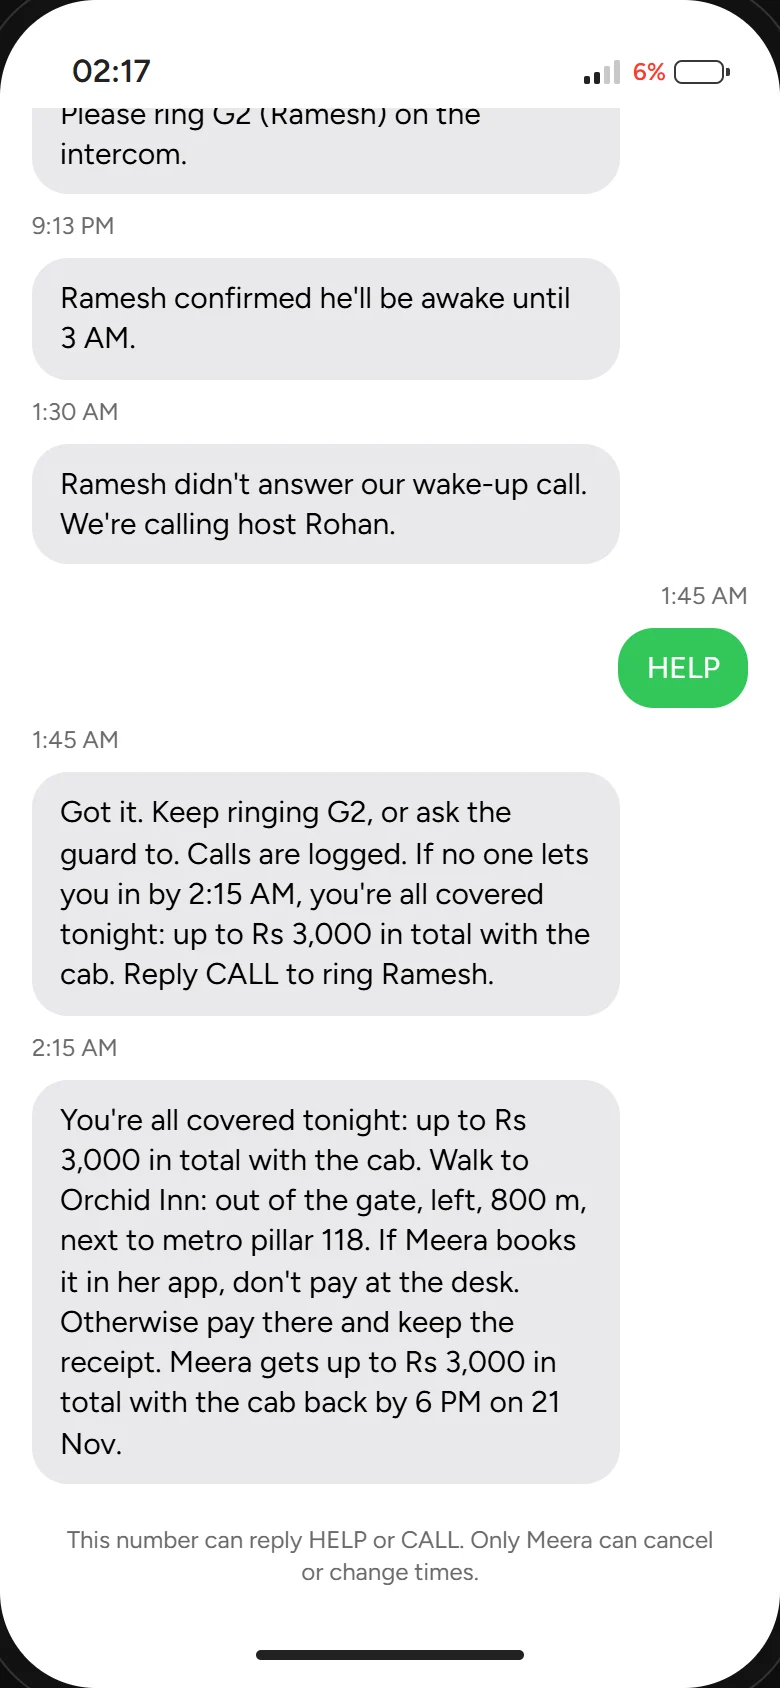 02:17
6%
Please ring G2 (Ramesh) on the
intercom.
9:13 PM
Ramesh confirmed he'll be awake until
3 AM.
1:30 AM
Ramesh didn't answer our wake-up call.
We're calling host Rohan.
1:45 AM
HELP
1:45 AM
Got it. Keep ringing G2, or ask the
guard to. Calls are logged. If no one lets
you in by 2:15 AM, you're all covered
tonight: up to Rs 3,000 in total with the
cab. Reply CALL to ring Ramesh.
2:15 AM
You're all covered tonight: up to Rs
3,000 in total with the cab. Walk to
Orchid Inn: out of the gate, left, 800 m,
next to metro pillar 118. If Meera books
it in her app, don't pay at the desk.
Otherwise pay there and keep the
receipt. Meera gets up to Rs 3,000 in
total with the cab back by 6 PM on 21
Nov.
This number can reply HELP or CALL. Only Meera can cancel
or change times.